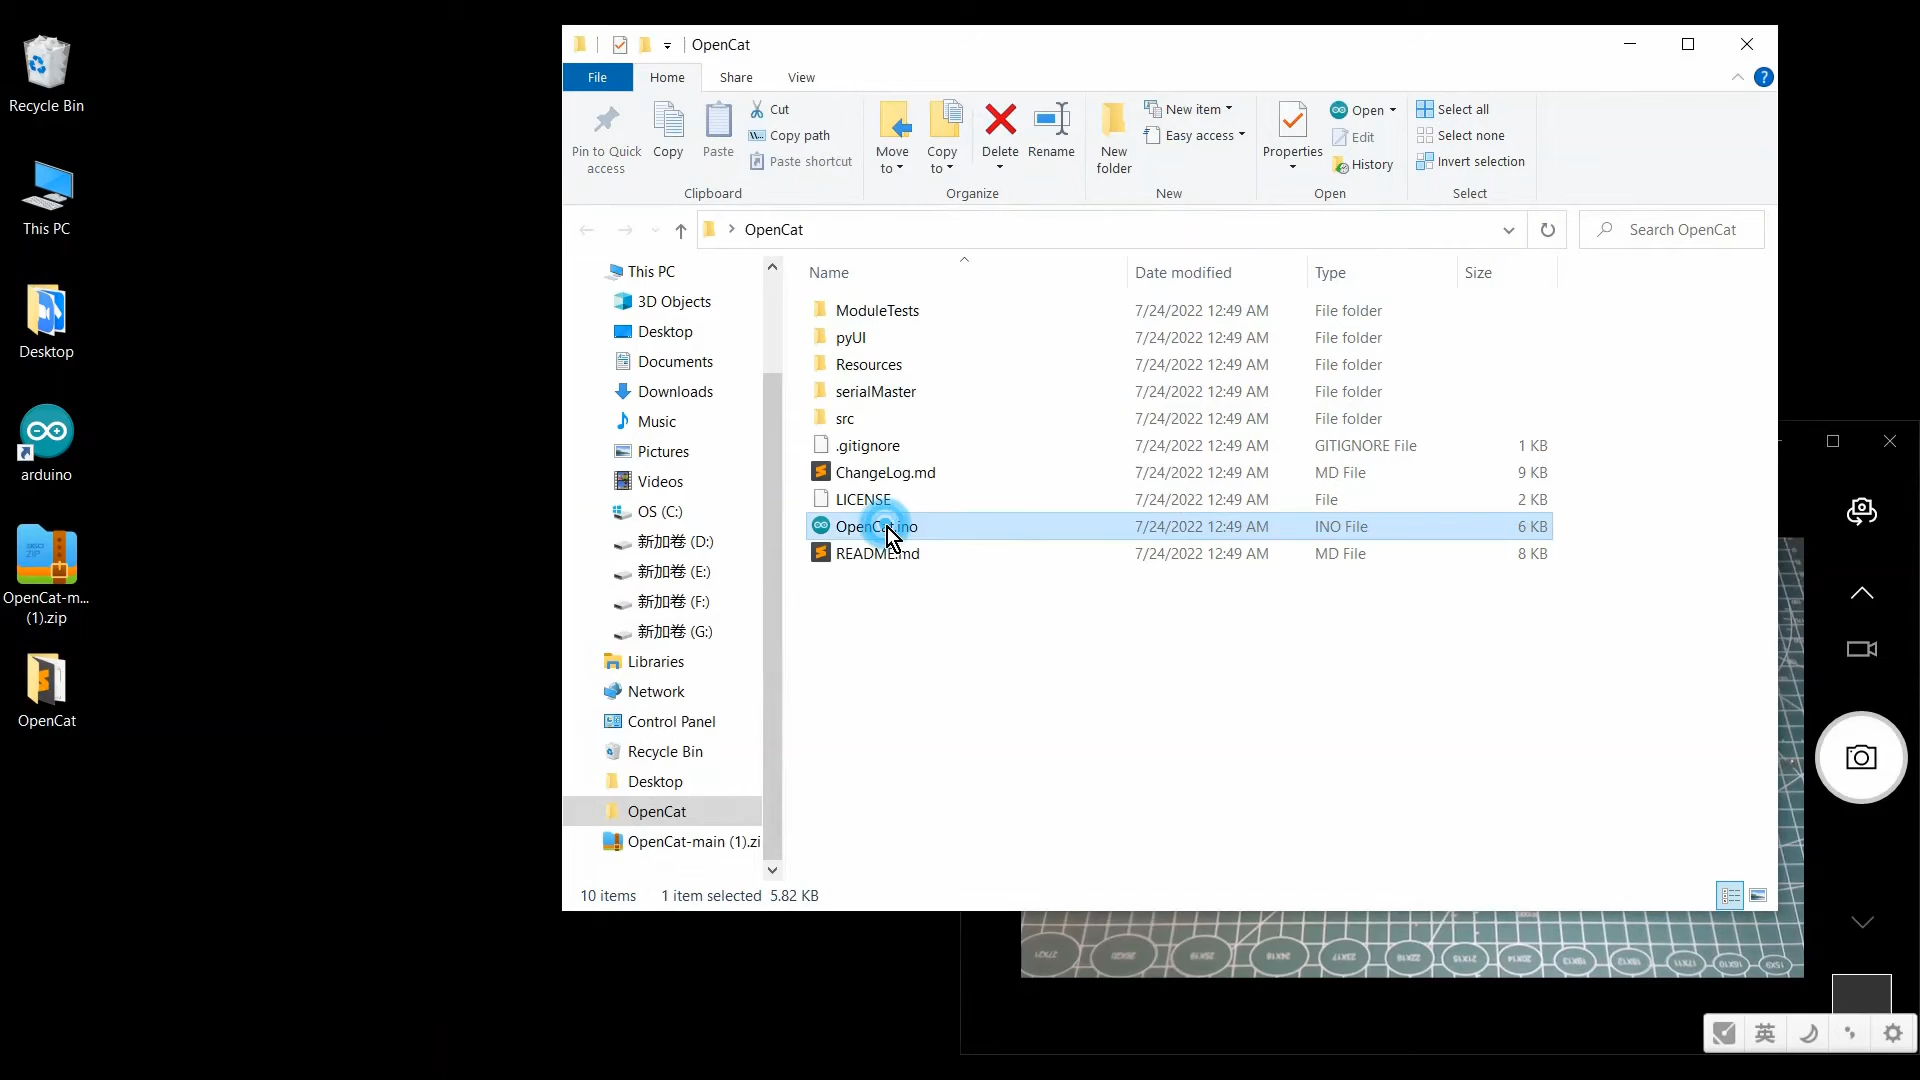 Recycle Bin
This PC
Desktop
arduino
OpenCat-m...
(1).zip
OpenCat
OpenCat
File
Home
Share
View
Pin to Quick
access
Copy
Paste
Cut
Copy path
Paste shortcut
Clipboard
Move
to
Copy
to
Delete
Rename
Organize
New
folder
New item
Easy access
New
Properties
Open
Edit
History
Open
Select all
Select none
Invert selection
Select
OpenCat
Search OpenCat
This PC
3D Objects
Desktop
Documents
Downloads
Music
Pictures
Videos
OS (C:)
新加卷 (D:)
新加卷 (E:)
新加卷 (F:)
新加卷 (G:)
Libraries
Network
Control Panel
Recycle Bin
Desktop
OpenCat
OpenCat-main (1).zi
Name Date modified Type Size
ModuleTests 7/24/2022 12:49 AM File folder
pyUI 7/24/2022 12:49 AM File folder
Resources 7/24/2022 12:49 AM File folder
serialMaster 7/24/2022 12:49 AM File folder
src 7/24/2022 12:49 AM File folder
.gitignore 7/24/2022 12:49 AM GITIGNORE File 1 KB
ChangeLog.md 7/24/2022 12:49 AM MD File 9 KB
LICENSE 7/24/2022 12:49 AM File 2 KB
OpenCat.ino 7/24/2022 12:49 AM INO File 6 KB
README.md 7/24/2022 12:49 AM MD File 8 KB
10 items 1 item selected 5.82 KB
英